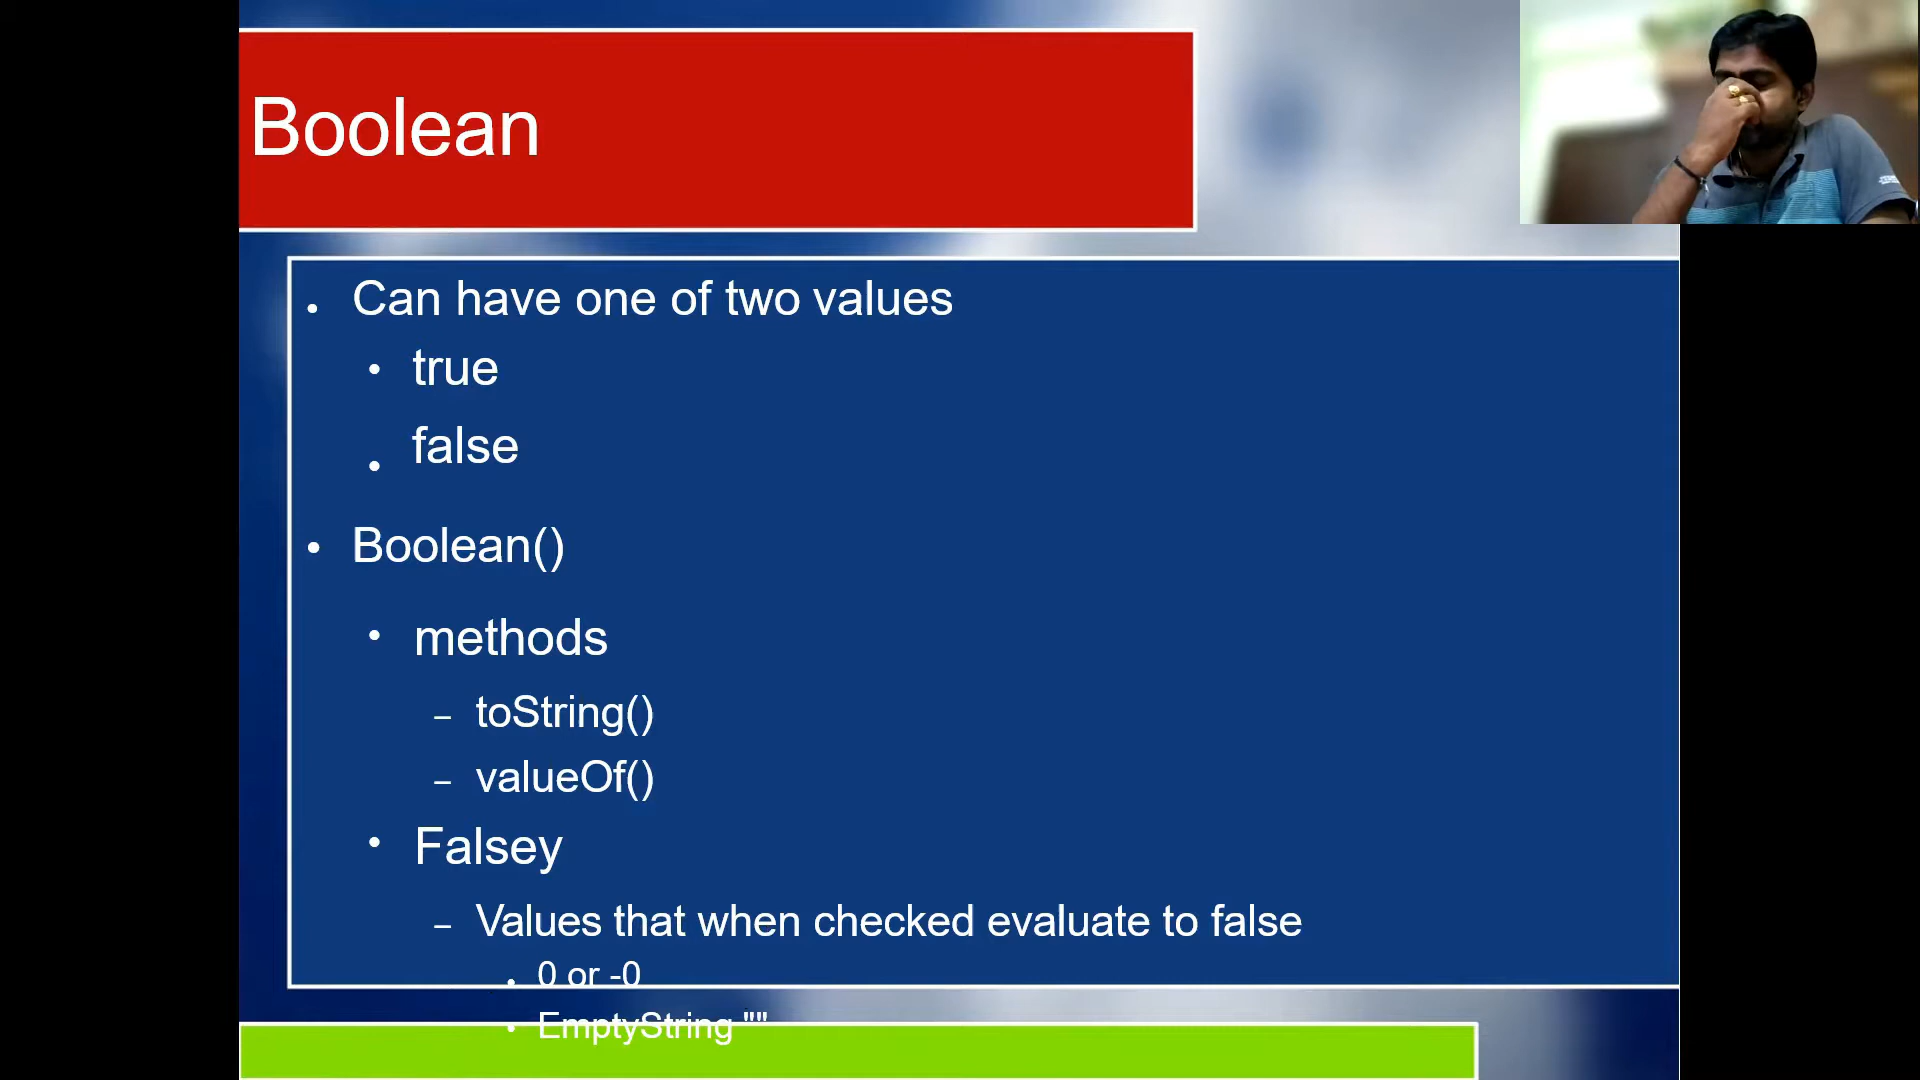 Boolean
• Can have one of two values
• true
• false
• Boolean()
• methods
– toString()
– valueOf()
• Falsey
– Values that when checked evaluate to false
• 0 or -0
• EmptyString ""